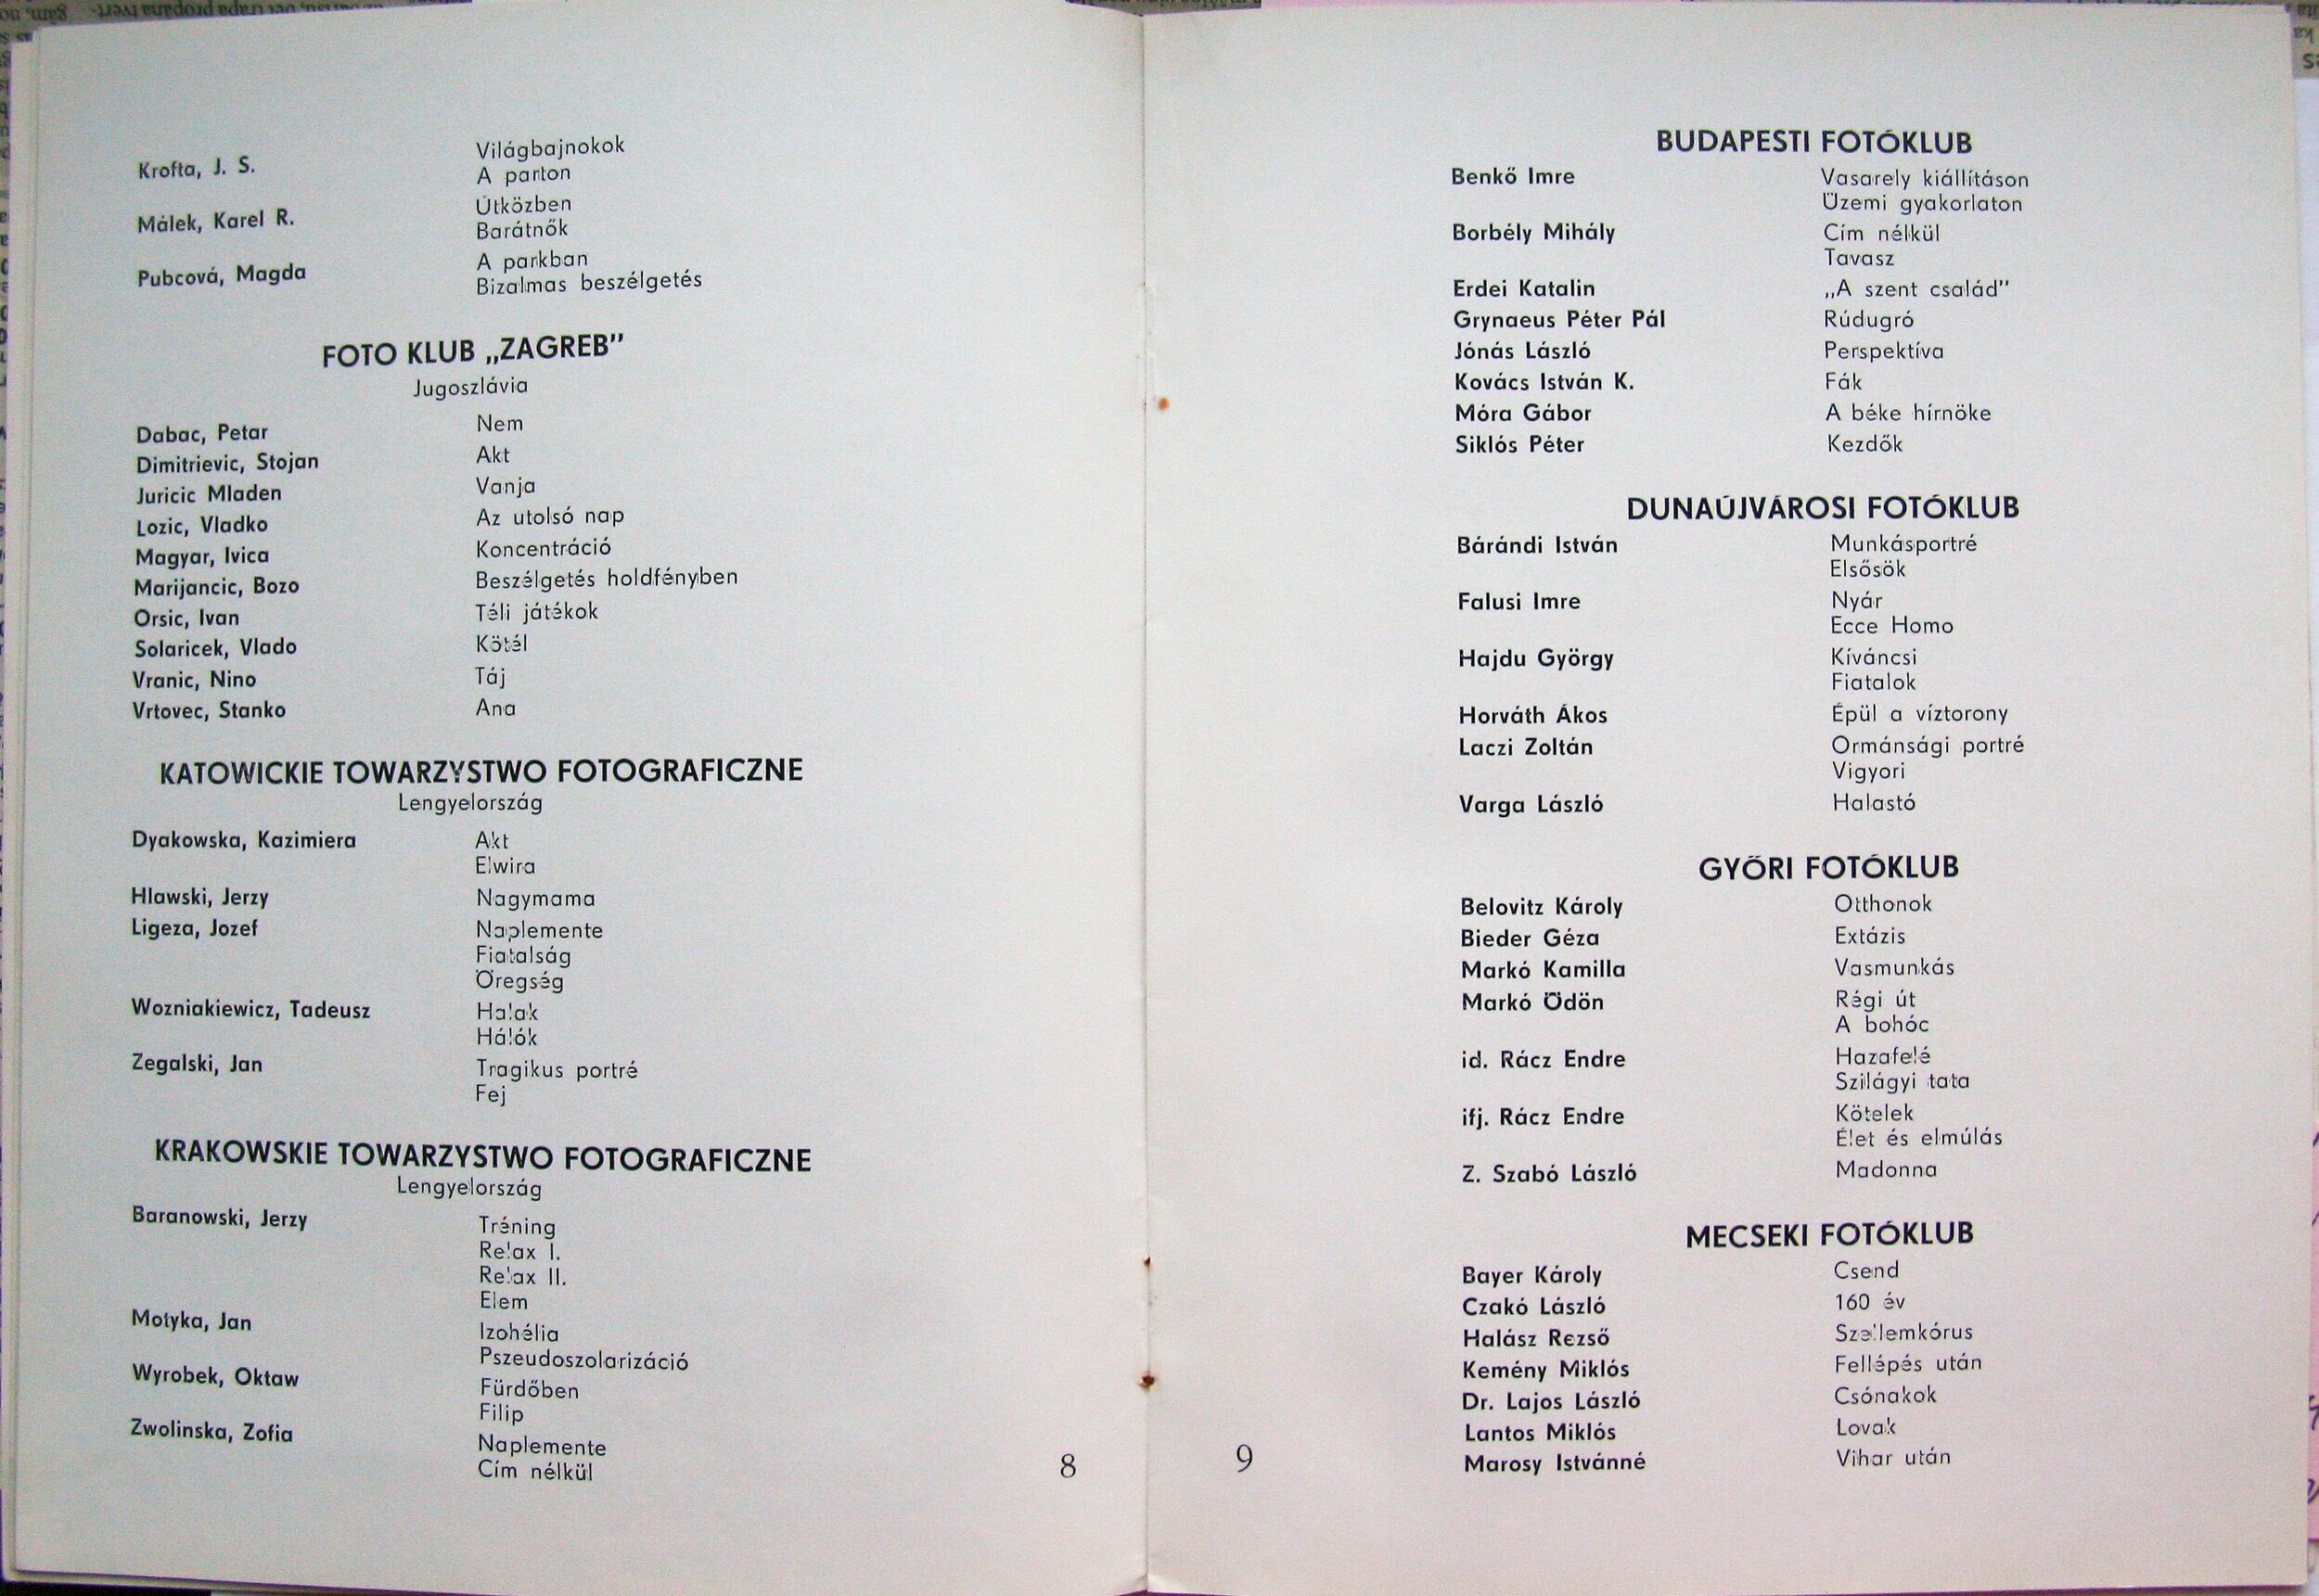 Krofta, J. S. Világbajnokok
A parton
Málek, Karel R. Útközben
Barátnők
Pubcová, Magda A parkban
Bizalmas beszélgetés
FOTO KLUB „ZAGREB”
Jugoszlávia
Dabac, Petar Nem
Dimitrievic, Stojan Akt
Juricic Mladen Vanja
Lozic, Vladko Az utolsó nap
Magyar, Ivica Koncentráció
Marijancic, Bozo Beszélgetés holdfényben
Orsic, Ivan Téli játékok
Solaricek, Vlado Kötél
Vranic, Nino Táj
Vrtovec, Stanko Ana
KATOWICKIE TOWARZYSTWO FOTOGRAFICZNE
Lengyelország
Dyakowska, Kazimiera Akt
Elwira
Hlawski, Jerzy Nagymama
Ligeza, Jozef Naplemente
Fiatalság
Öregség
Wozniakiewicz, Tadeusz Halak
Hálók
Zegalski, Jan Tragikus portré
Fej
KRAKOWSKIE TOWARZYSTWO FOTOGRAFICZNE
Lengyelország
Baranowski, Jerzy Tréning
Relax I.
Relax II.
Elem
Motyka, Jan Izohélia
Pszeudoszolarizáció
Wyrobek, Oktaw Fürdőben
Filip
Zwolinska, Zofia Naplemente
Cím nélkül
8
BUDAPESTI FOTÓKLUB
Benkő Imre Vasarely kiállításon
Üzemi gyakorlaton
Borbély Mihály Cím nélkül
Tavasz
Erdei Katalin „A szent család”
Grynaeus Péter Pál Rúdugró
Jónás László Perspektíva
Kovács István K. Fák
Móra Gábor A béke hírnöke
Siklós Péter Kezdők
DUNAÚJVÁROSI FOTÓKLUB
Bárándi István Munkásportré
Elsősök
Falusi Imre Nyár
Ecce Homo
Hajdu György Kíváncsi
Fiatalok
Horváth Ákos Épül a víztorony
Laczi Zoltán Ormánsági portré
Vigyori
Varga László Halastó
GYŐRI FOTÓKLUB
Belovitz Károly Otthonok
Bieder Géza Extázis
Markó Kamilla Vasmunkás
Markó Ödön Régi út
A bohóc
id. Rácz Endre Hazafelé
Szilágyi tata
ifj. Rácz Endre Kötelek
Élet és elmúlás
Z. Szabó László Madonna
MECSEKI FOTÓKLUB
Bayer Károly Csend
Czakó László 160 év
Halász Rezső Szellemkórus
Kemény Miklós Fellépés után
Dr. Lajos László Csónakok
Lantos Miklós Lovak
Marosy Istvánné Vihar után
9